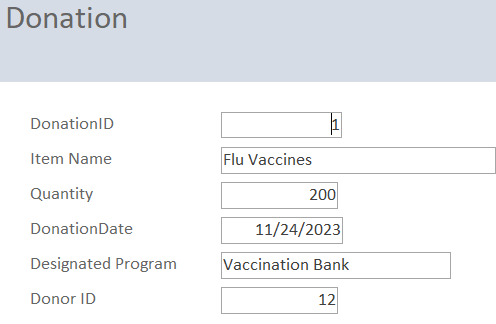 Donation
DonationID 1
Item Name Flu Vaccines
Quantity 200
DonationDate 11/24/2023
Designated Program Vaccination Bank
Donor ID 12